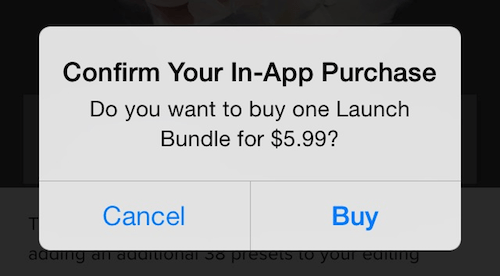 Confirm Your In-App Purchase
Do you want to buy one Launch
Bundle for $5.99?
Cancel Buy
adding an additional 38 presets to your editing